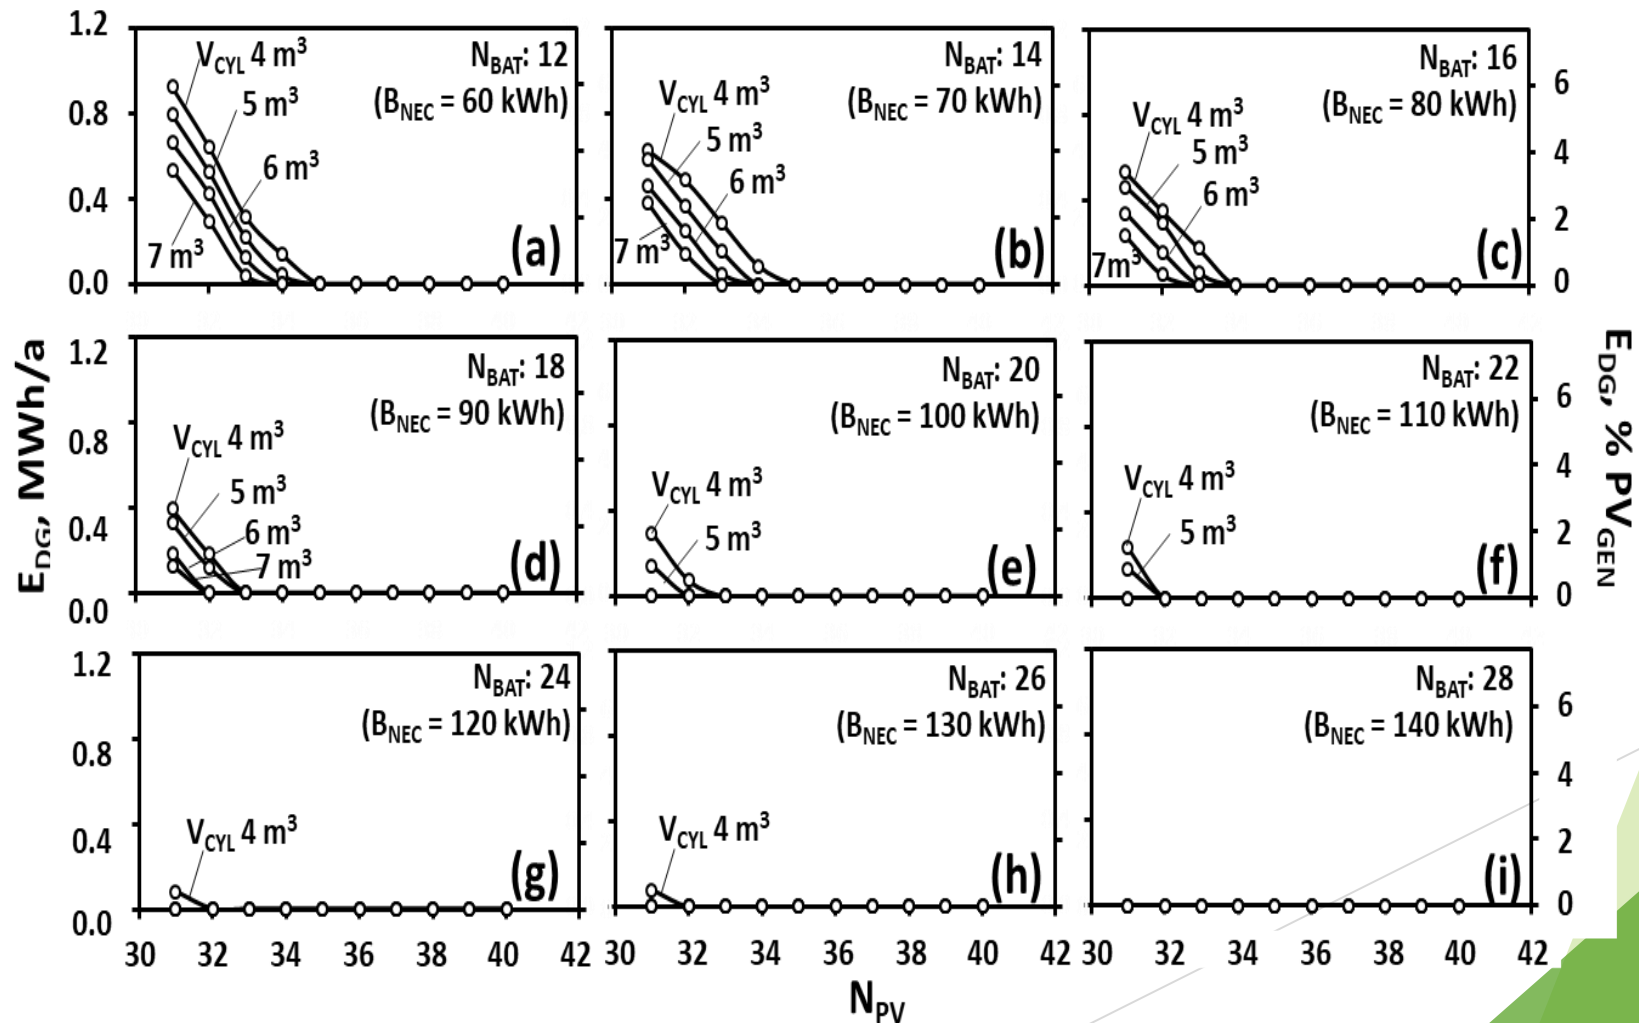 1.2
V_CYL 4 m³
N_BAT: 12
(B_NEC = 60 kWh)
5 m³
0.8
6 m³
0.4
7 m³
(a)
0.0
V_CYL 4 m³
N_BAT: 14
(B_NEC = 70 kWh)
5 m³
6 m³
7 m³
(b)
N_BAT: 16
(B_NEC = 80 kWh)
V_CYL 4 m³
5 m³
6 m³
7m³
(c)
6
4
2
0
E_DG, MWh/a
1.2
N_BAT: 18
(B_NEC = 90 kWh)
V_CYL 4 m³
0.8
5 m³
0.4
6 m³
7 m³
(d)
0.0
N_BAT: 20
(B_NEC = 100 kWh)
V_CYL 4 m³
5 m³
(e)
N_BAT: 22
(B_NEC = 110 kWh)
V_CYL 4 m³
5 m³
(f)
6
4
2
0
E_DG, % PV_GEN
1.2
N_BAT: 24
(B_NEC = 120 kWh)
0.8
V_CYL 4 m³
0.4
(g)
0.0
30 32 34 36 38 40 42
N_BAT: 26
(B_NEC = 130 kWh)
V_CYL 4 m³
(h)
30 32 34 36 38 40 42
N_BAT: 28
(B_NEC = 140 kWh)
(i)
6
4
2
0
30 32 34 36 38 40 42
N_PV